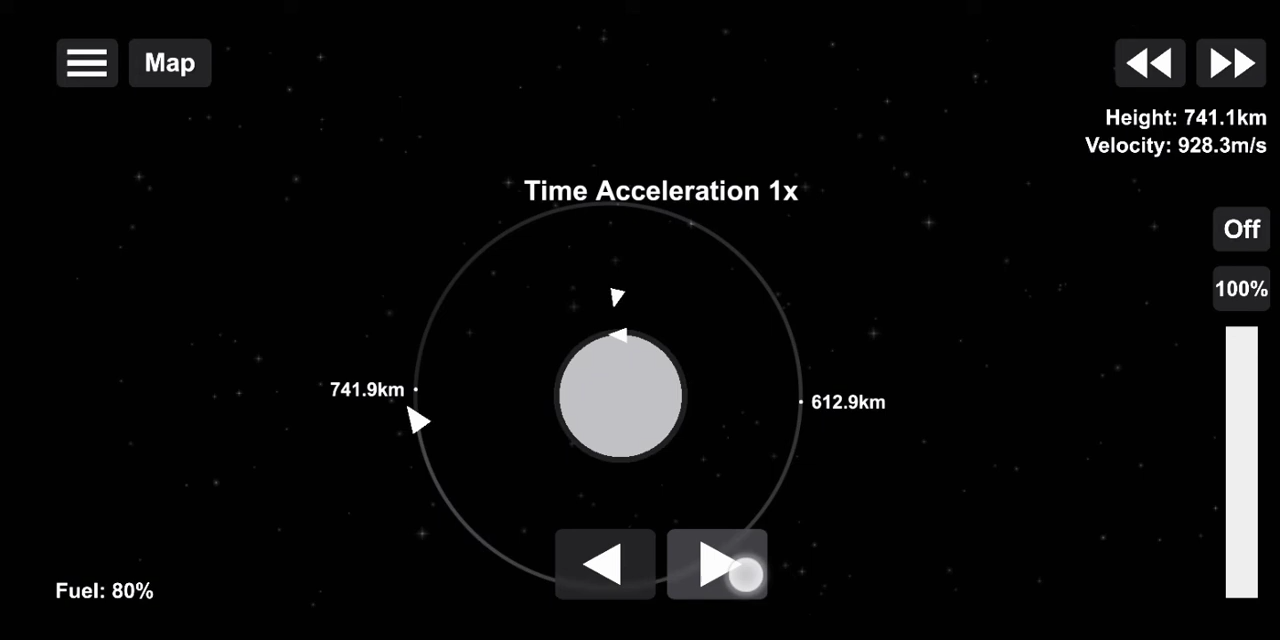 Map
Height: 741.1km
Velocity: 928.3m/s
Time Acceleration 1x
Off
100%
741.9km
612.9km
Fuel: 80%